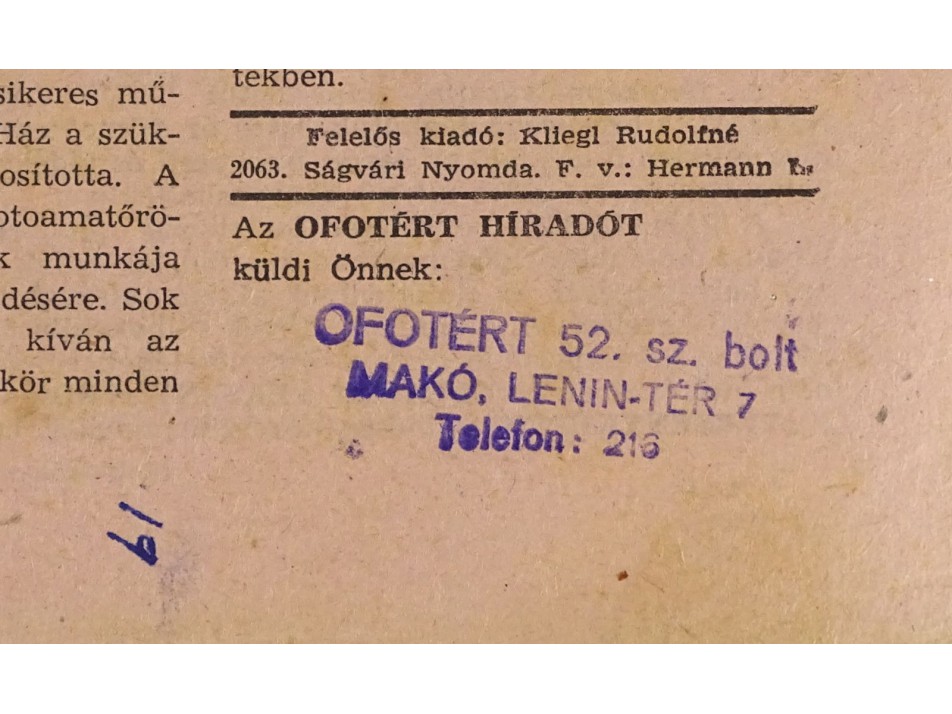 sikeres mű-
Ház a szük-
osította. A
otoamatőrö-
k munkája
désére. Sok
kíván az
kör minden
tekben.
Felelős kiadó: Kliegl Rudolfné
2063. Ságvári Nyomda. F. v.: Hermann L.
Az OFOTÉRT HÍRADÓT
küldi Önnek:
OFOTÉRT 52. sz. bolt
MAKÓ, LENIN-TÉR 7
Telefon: 216